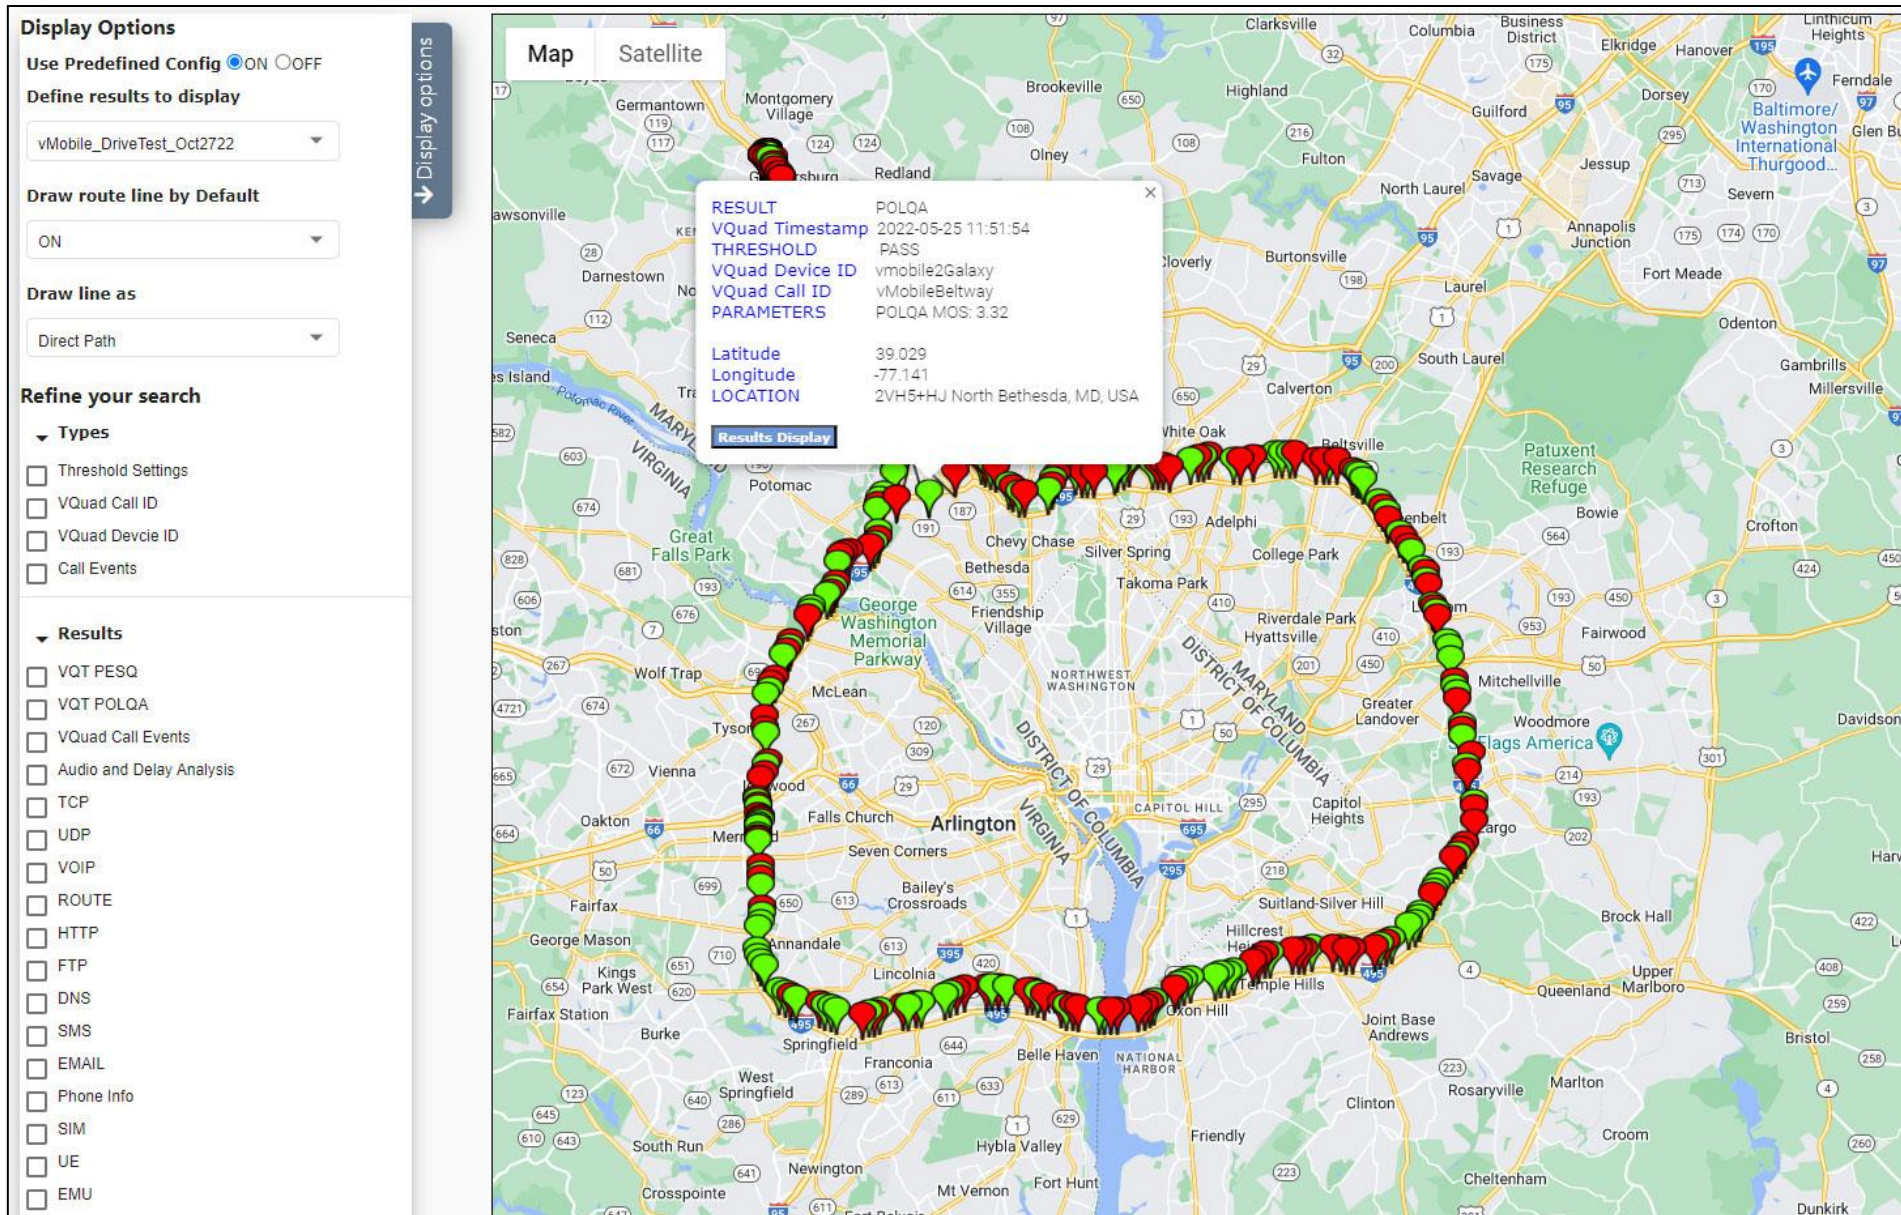 Display Options
Use Predefined Config ON OFF
Define results to display
vMobile_DriveTest_Oct2722
Draw route line by Default
ON
Draw line as
Direct Path
Refine your search
Types
Threshold Settings
VQuad Call ID
VQuad Devcie ID
Call Events
Results
VQT PESQ
VQT POLQA
VQuad Call Events
Audio and Delay Analysis
TCP
UDP
VOIP
ROUTE
HTTP
FTP
DNS
SMS
EMAIL
Phone Info
SIM
UE
EMU
→ Display options
Map Satellite
RESULT POLQA
VQuad Timestamp 2022-05-25 11:51:54
THRESHOLD PASS
VQuad Device ID vmobile2Galaxy
VQuad Call ID vMobileBeltway
PARAMETERS POLQA MOS: 3.32
Latitude 39.029
Longitude -77.141
LOCATION 2VH5+HJ North Bethesda, MD, USA
Results Display
Clarksville
Columbia
Business
District
Elkridge
Hanover
Linthicum
Heights
Ferndale
Baltimore/
Washington
International
Thurgood...
Germantown
Montgomery
Village
Brookeville
Highland
Guilford
Dorsey
Jessup
Severn
Olney
Fulton
Redland
North Laurel
Savage
Annapolis
Junction
Fort Meade
Darnestown
Burtonsville
Laurel
Odenton
Seneca
South Laurel
Gambrills
Millersville
Calverton
Potomac River
MARYLAND
VIRGINIA
White Oak
Beltsville
Patuxent
Research
Refuge
Potomac
Great
Falls Park
Chevy Chase
Silver Spring
Adelphi
College Park
Bowie
Crofton
Bethesda
Takoma Park
Friendship
Village
George
Washington
Memorial
Parkway
Riverdale Park
Hyattsville
Fairwood
Wolf Trap
McLean
NORTHWEST
WASHINGTON
MARYLAND
DISTRICT OF COLUMBIA
Mitchellville
Greater
Landover
Woodmore
Flags America
Vienna
DISTRICT OF COLUMBIA
VIRGINIA
CAPITOL HILL
Capitol
Heights
Oakton
Falls Church
Arlington
Seven Corners
Bailey's
Crossroads
Fairfax
Suitland-Silver Hill
Brock Hall
George Mason
Annandale
Hillcrest
Kings
Park West
Lincolnia
Temple Hills
Upper
Marlboro
Queenland
Fairfax Station
Oxon Hill
Joint Base
Andrews
Burke
Springfield
Franconia
Belle Haven
NATIONAL
HARBOR
Bristol
West
Springfield
Rosaryville
Marlton
Clinton
South Run
Hybla Valley
Friendly
Croom
Newington
Crosspointe
Mt Vernon
Fort Hunt
Cheltenham
Dunkirk